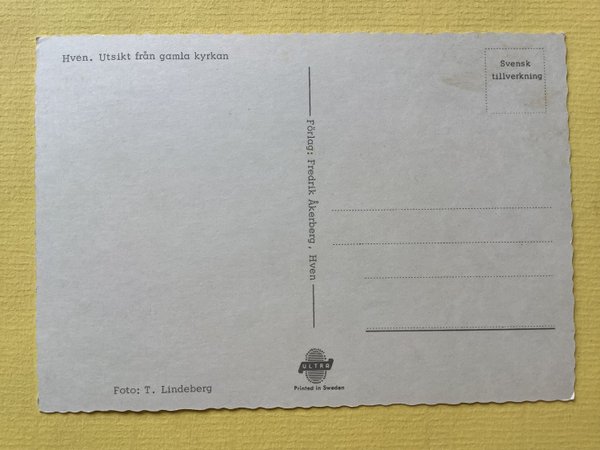 Hven. Utsikt från gamla kyrkan
Svensk
tillverkning
Förlag: Fredrik Åkerberg, Hven
Foto: T. Lindeberg
ULTRA
Printed in Sweden